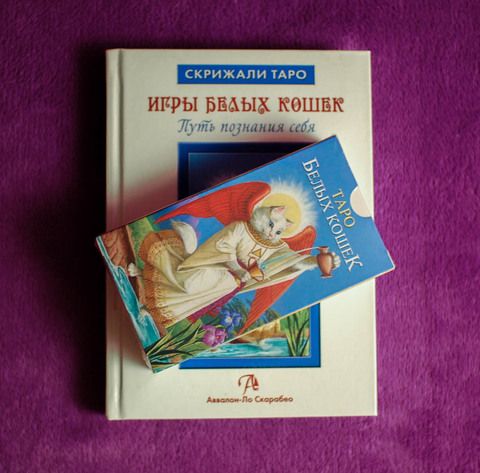 СКРИЖАЛИ ТАРО
ИГРЫ БЕЛЫХ КОШЕК
Путь познания себя
ТАРО
БЕЛЫХ КОШЕК
Аввалон-Ло Скарабео